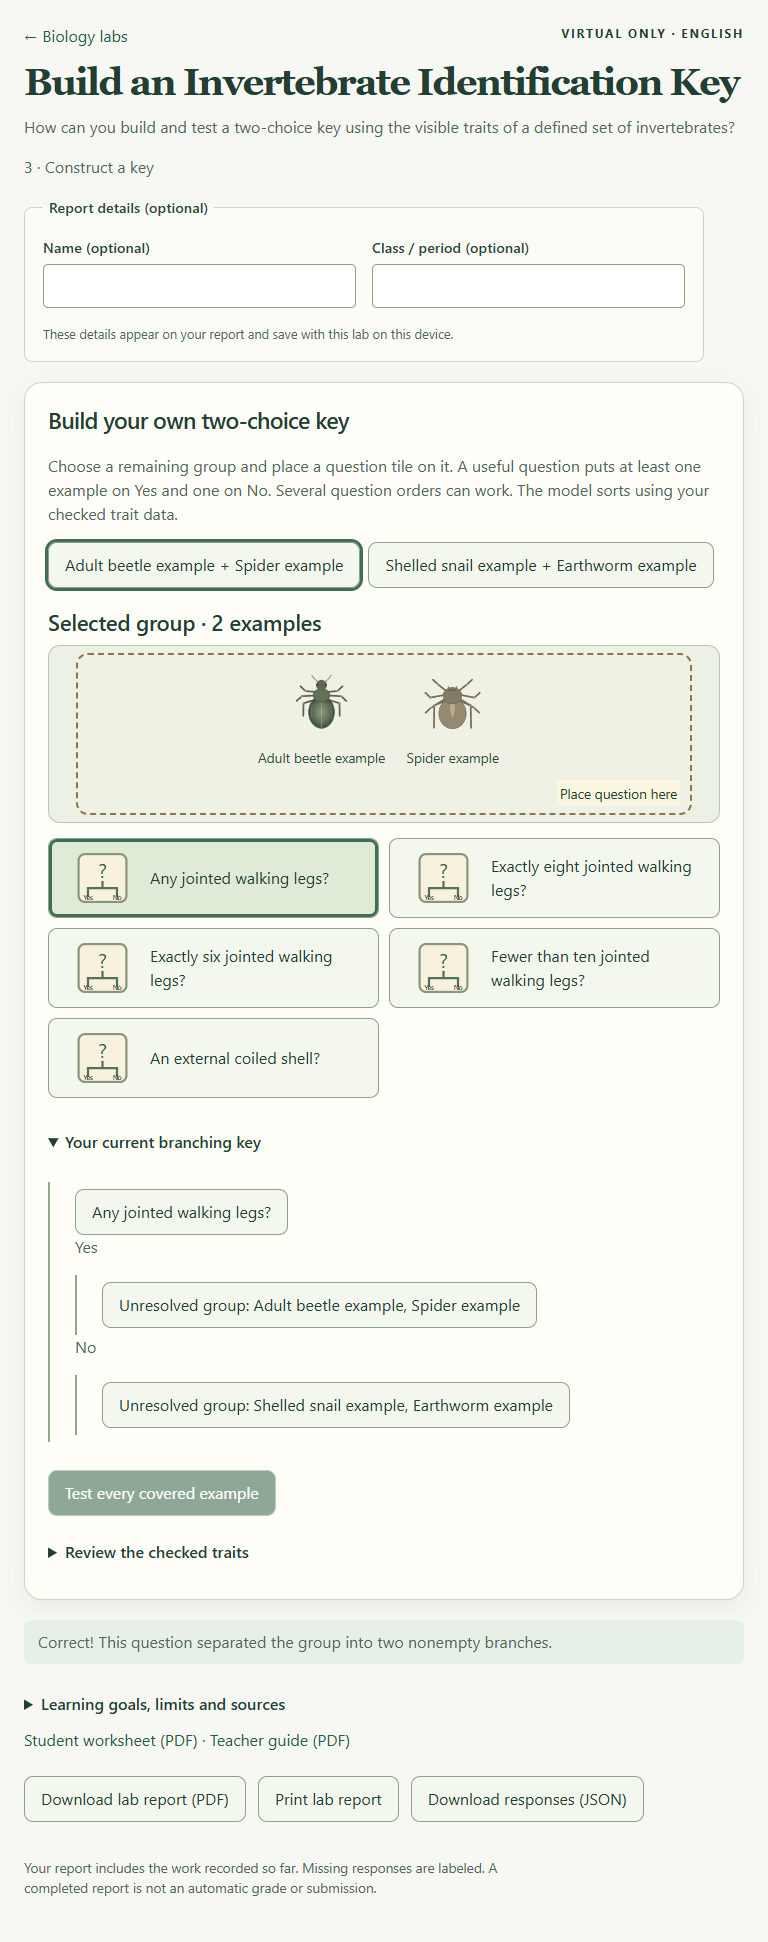 ← Biology labs
VIRTUAL ONLY · ENGLISH
Build an Invertebrate Identification Key
How can you build and test a two-choice key using the visible traits of a defined set of invertebrates?
3 · Construct a key
Report details (optional)
Name (optional)
Class / period (optional)
These details appear on your report and save with this lab on this device.
Build your own two-choice key
Choose a remaining group and place a question tile on it. A useful question puts at least one
example on Yes and one on No. Several question orders can work. The model sorts using your
checked trait data.
Adult beetle example + Spider example
Shelled snail example + Earthworm example
Selected group · 2 examples
Adult beetle example
Spider example
Place question here
?
Yes No
Any jointed walking legs?
?
Yes No
Exactly eight jointed walking
legs?
?
Yes No
Exactly six jointed walking
legs?
?
Yes No
Fewer than ten jointed
walking legs?
?
Yes No
An external coiled shell?
▼ Your current branching key
Any jointed walking legs?
Yes
Unresolved group: Adult beetle example, Spider example
No
Unresolved group: Shelled snail example, Earthworm example
Test every covered example
▶ Review the checked traits
Correct! This question separated the group into two nonempty branches.
▶ Learning goals, limits and sources
Student worksheet (PDF) · Teacher guide (PDF)
Download lab report (PDF)
Print lab report
Download responses (JSON)
Your report includes the work recorded so far. Missing responses are labeled. A
completed report is not an automatic grade or submission.